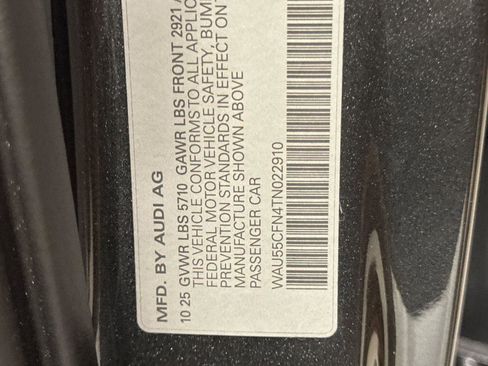 MFD. BY AUDI AG
10 25 GVWR LBS 5710 GAWR LBS FRONT 2921
THIS VEHICLE CONFORMS TO ALL APPLIC
FEDERAL MOTOR VEHICLE SAFETY, BUM
PREVENTION STANDARDS IN EFFECT ON
MANUFACTURE SHOWN ABOVE
PASSENGER CAR
WAU55CFN4TN022910